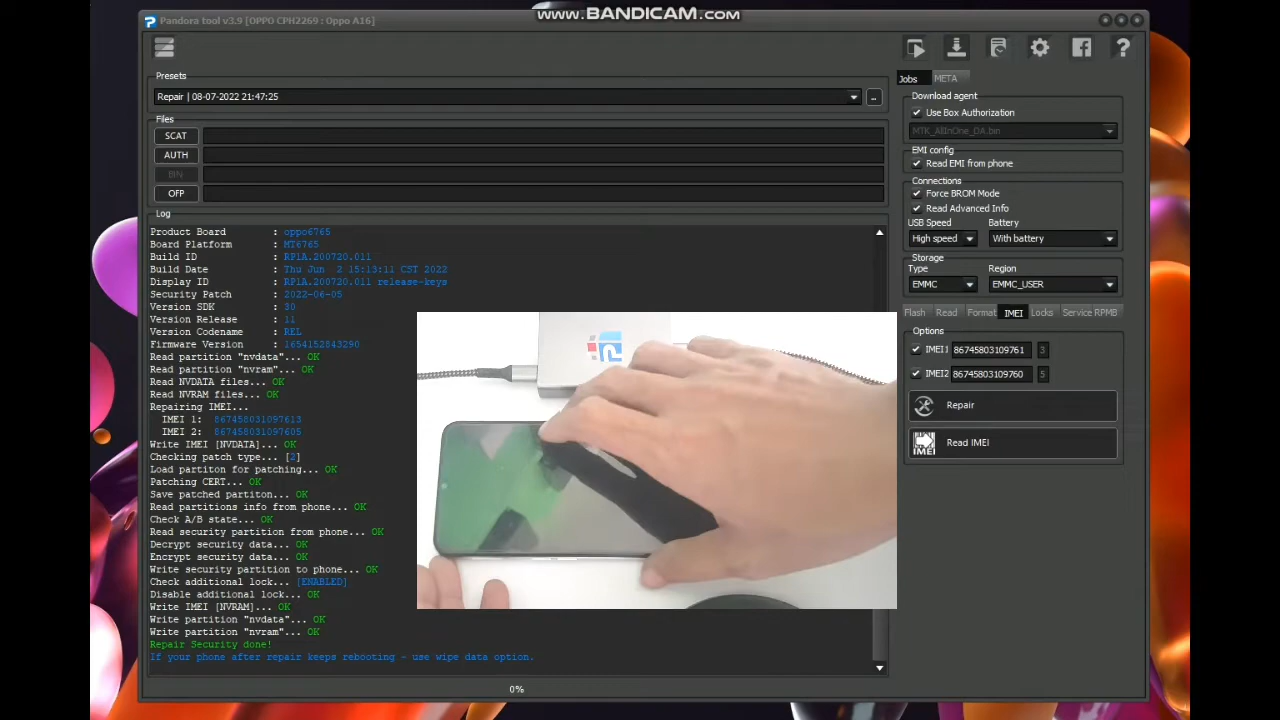 www.BANDICAM.com
Pandora tool v3.9 [OPPO CPH2269 : Oppo A16]
Presets
Repair | 08-07-2022 21:47:25
..
Files
SCAT
AUTH
BIN
OFP
Log
Product Board : oppo6765
Board Platform : MT6765
Build ID : RP1A.200720.011
Build Date : Thu Jun 2 15:13:11 CST 2022
Display ID : RP1A.200720.011 release-keys
Security Patch : 2022-06-05
Version SDK : 30
Version Release : 11
Version Codename : REL
Firmware Version : 1654152843290
Read partition "nvdata"... OK
Read partition "nvram"... OK
Read NVDATA files... OK
Read NVRAM files... OK
Repairing IMEI...
IMEI 1: 867458031097613
IMEI 2: 867458031097605
Write IMEI [NVDATA]... OK
Checking patch type... [2]
Load partiton for patching... OK
Patching CERT... OK
Save patched partiton... OK
Read partitions info from phone... OK
Check A/B state... OK
Read security partition from phone... OK
Decrypt security data... OK
Encrypt security data... OK
Write security partition to phone... OK
Check additional lock... [ENABLED]
Disable additional lock... OK
Write IMEI [NVRAM]... OK
Write partition "nvdata"... OK
Write partition "nvram"... OK
Repair Security done!
If your phone after repair keeps rebooting - use wipe data option.
0%
Jobs META
Download agent
Use Box Authorization
MTK_AllInOne_DA.bin
EMI config
Read EMI from phone
Connections
Force BROM Mode
Read Advanced Info
USB Speed Battery
High speed With battery
Storage
Type Region
EMMC EMMC_USER
Flash Read Format IMEI Locks Service RPMB
Options
IMEI1 86745803109761 3
IMEI2 86745803109760 5
Repair
IMEI Read IMEI